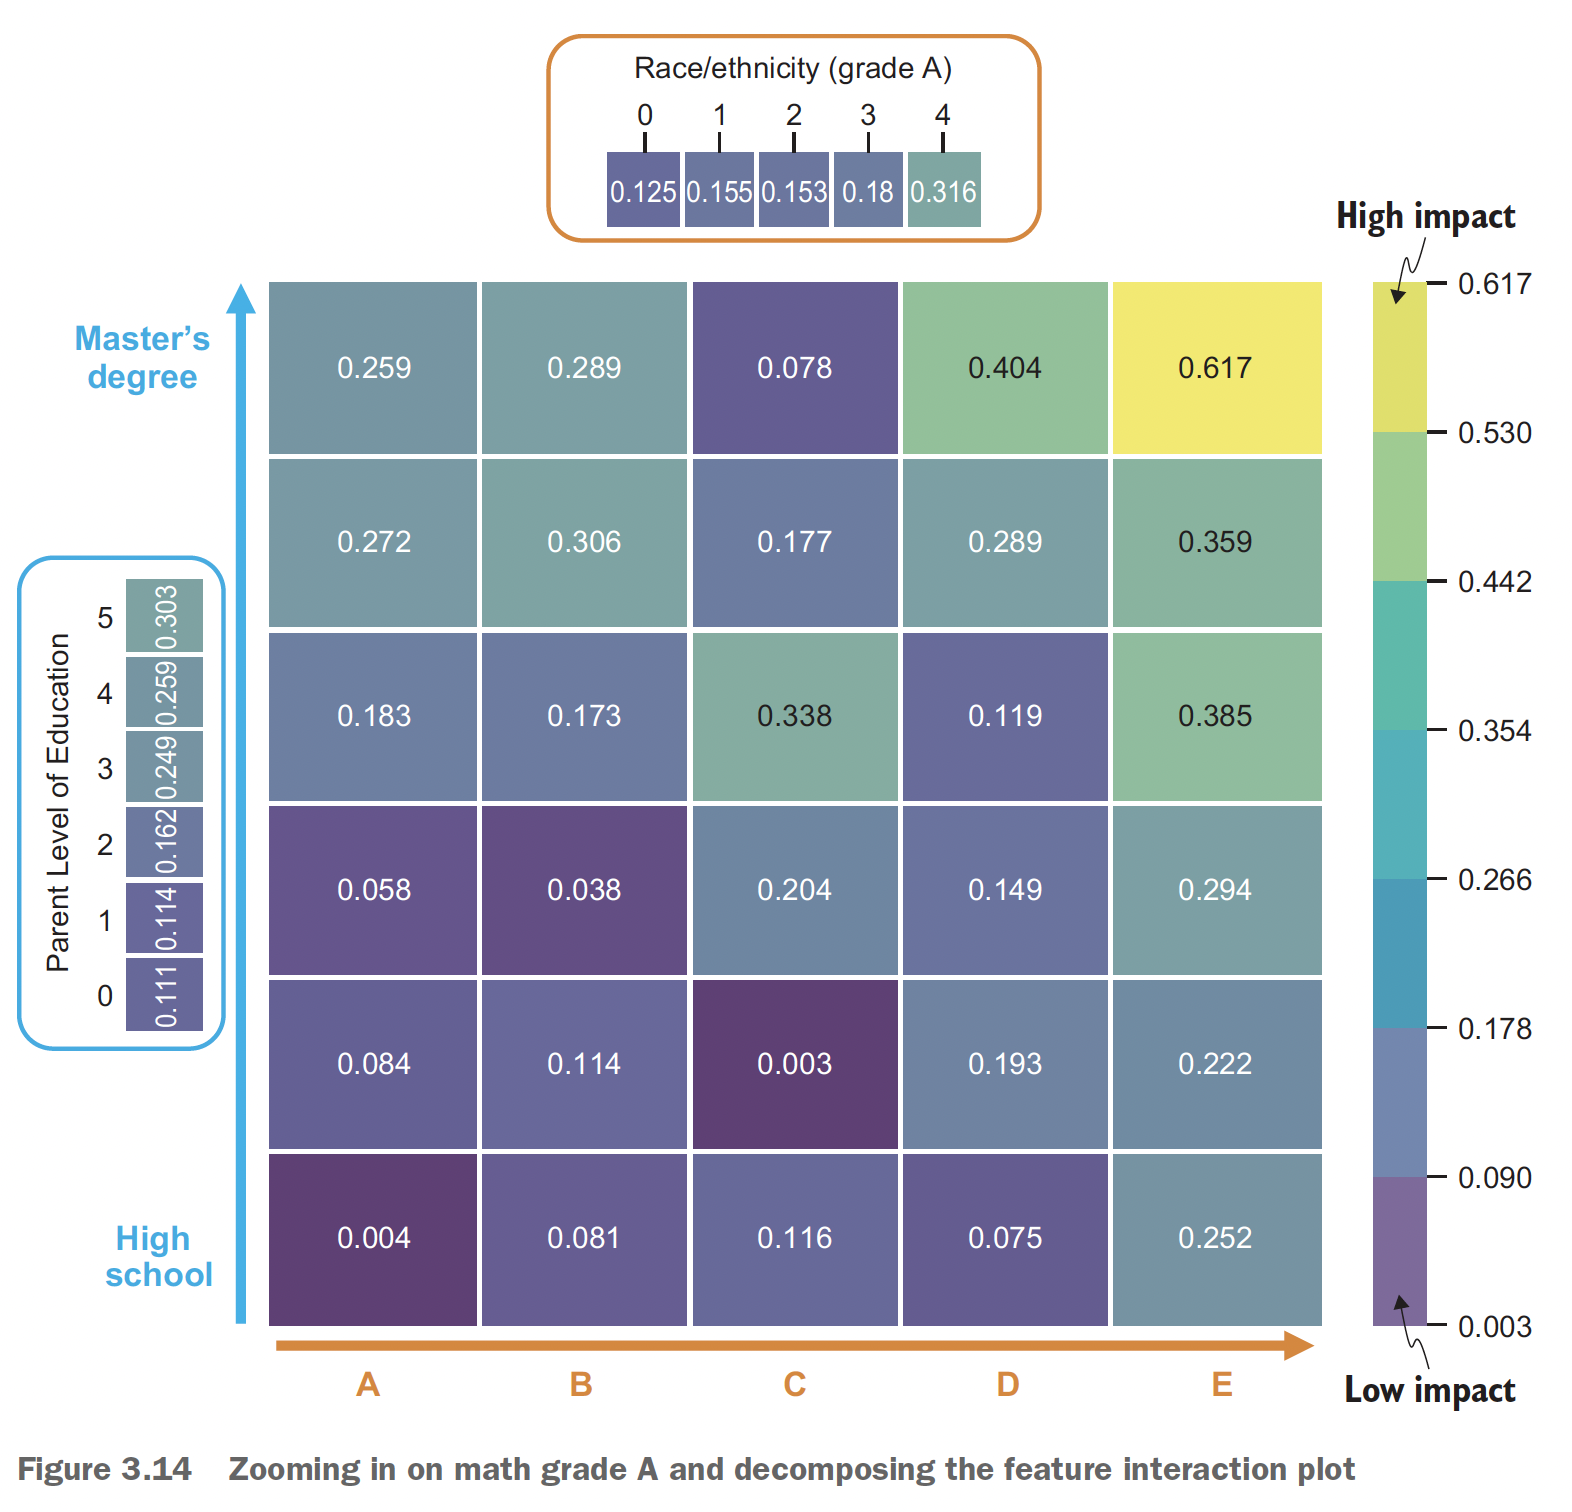 Race/ethnicity (grade A)
0 1 2 3 4
0.125 0.155 0.153 0.18 0.316
High impact
0.617
0.530
0.442
0.354
0.266
0.178
0.090
0.003
Low impact
Master's
degree
0.259 0.289 0.078 0.404 0.617
0.272 0.306 0.177 0.289 0.359
0.183 0.173 0.338 0.119 0.385
0.058 0.038 0.204 0.149 0.294
0.084 0.114 0.003 0.193 0.222
0.004 0.081 0.116 0.075 0.252
Parent Level of Education
5 0.303
4 0.259
3 0.249
2 0.162
1 0.114
0 0.111
High
school
A B C D E
Figure 3.14 Zooming in on math grade A and decomposing the feature interaction plot